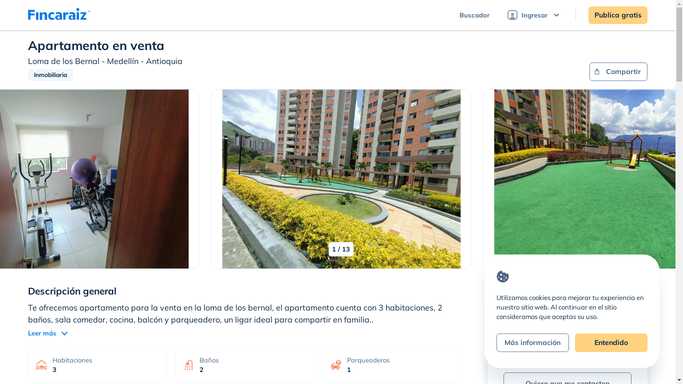 Fincaraiz
Buscador
Ingresar
Publica gratis
Apartamento en venta
Loma de los Bernal - Medellín - Antioquia
Inmobiliaria
Compartir
1 / 13
Descripción general
Te ofrecemos apartamento para la venta en la loma de los bernal, el apartamento cuenta con 3 habitaciones, 2
baños, sala comedor, cocina, balcón y parqueadero, un ligar ideal para compartir en familia..
Leer más
Habitaciones
3
Baños
2
Parqueaderos
1
Utilizamos cookies para mejorar tu experiencia en
nuestro sitio web. Al continuar en el sitio
consideramos que aceptas su uso.
Más información
Entendido
Quiero que me contacten